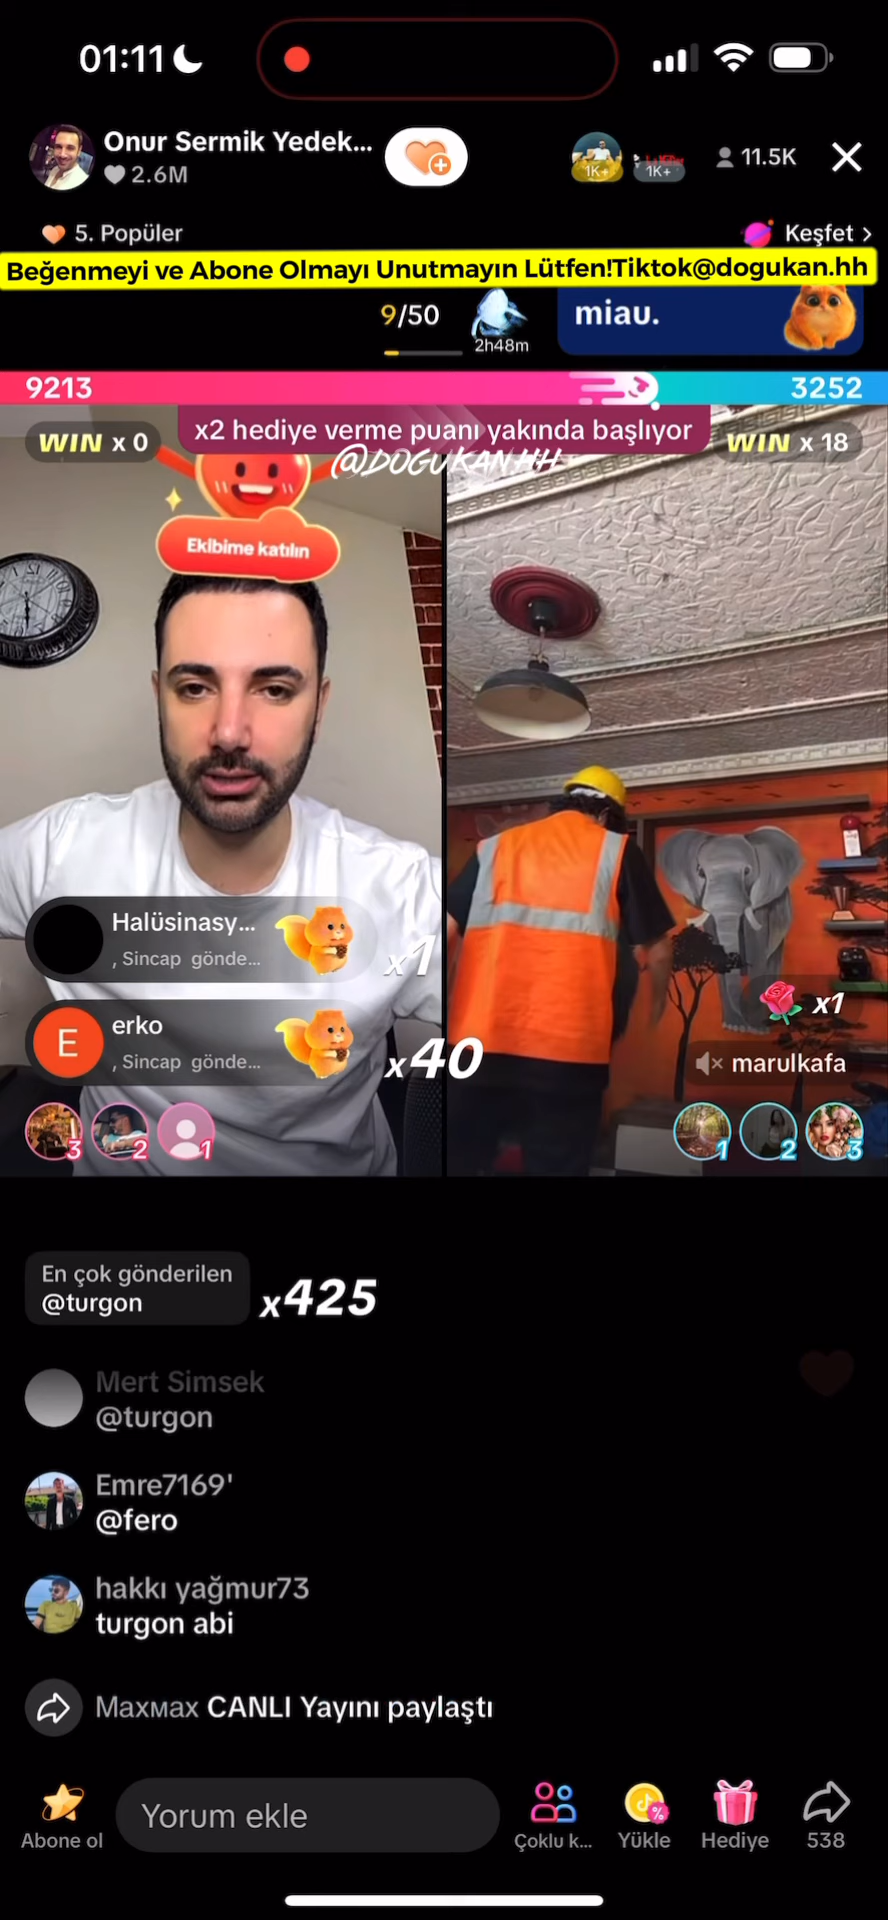 01:11
Onur Sermik Yedek...
2.6M
1K+
1K+
11.5K
5. Popüler
Keşfet >
Beğenmeyi ve Abone Olmayı Unutmayın Lütfen!Tiktok@dogukan.hh
9/50
2h48m
miau.
9213
3252
x2 hediye verme puanı yakında başlıyor
WIN x 0
WIN x 18
@DOGUKAN.HH
Ekibime katılın
Halüsinasy...
, Sincap gönde...
x1
erko
E
, Sincap gönde...
x40
x1
marulkafa
3
2
1
1
2
3
En çok gönderilen
@turgon
x425
Mert Simsek
@turgon
Emre7169'
@fero
hakkı yağmur73
turgon abi
Maxмax CANLI Yayını paylaştı
Abone ol
Yorum ekle
Çoklu k...
Yükle
Hediye
538